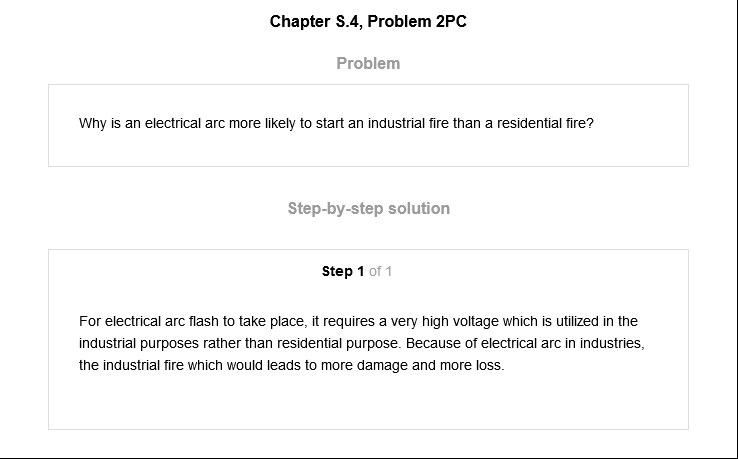 Chapter S.4, Problem 2PC
Problem
Why is an electrical arc more likely to start an industrial fire than a residential fire?
Step-by-step solution
Step 1 of 1
For electrical arc flash to take place, it requires a very high voltage which is utilized in the
industrial purposes rather than residential purpose. Because of electrical arc in industries,
the industrial fire which would leads to more damage and more loss.